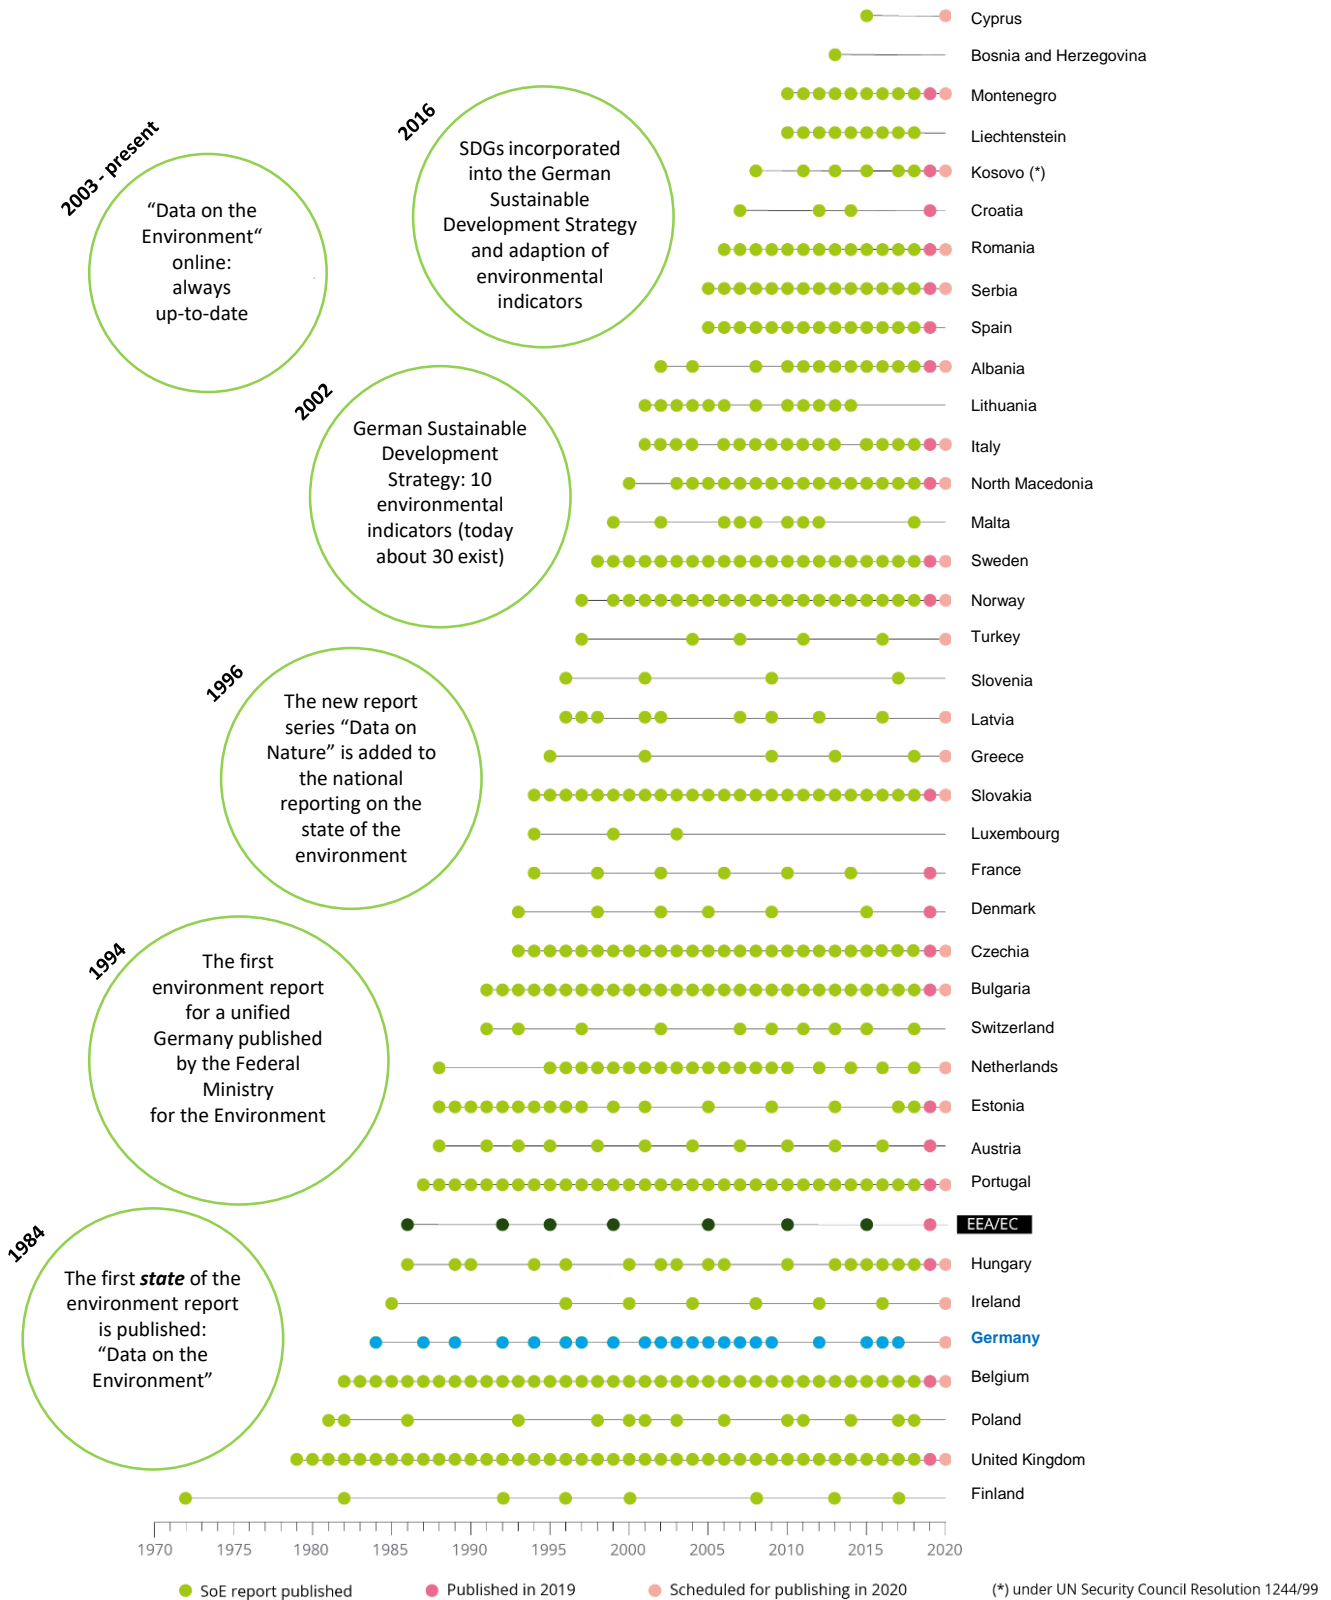 2003 - present
“Data on the
Environment“
online:
always
up-to-date
2016
SDGs incorporated
into the German
Sustainable
Development Strategy
and adaption of
environmental
indicators
2002
German Sustainable
Development
Strategy: 10
environmental
indicators (today
about 30 exist)
1996
The new report
series “Data on
Nature” is added to
the national
reporting on the
state of the
environment
1994
The first
environment report
for a unified
Germany published
by the Federal
Ministry
for the Environment
1984
The first state of the
environment report
is published:
“Data on the
Environment”
Cyprus
Bosnia and Herzegovina
Montenegro
Liechtenstein
Kosovo (*)
Croatia
Romania
Serbia
Spain
Albania
Lithuania
Italy
North Macedonia
Malta
Sweden
Norway
Turkey
Slovenia
Latvia
Greece
Slovakia
Luxembourg
France
Denmark
Czechia
Bulgaria
Switzerland
Netherlands
Estonia
Austria
Portugal
EEA/EC
Hungary
Ireland
Germany
Belgium
Poland
United Kingdom
Finland
1970 1975 1980 1985 1990 1995 2000 2005 2010 2015 2020
SoE report published Published in 2019 Scheduled for publishing in 2020 (*) under UN Security Council Resolution 1244/99